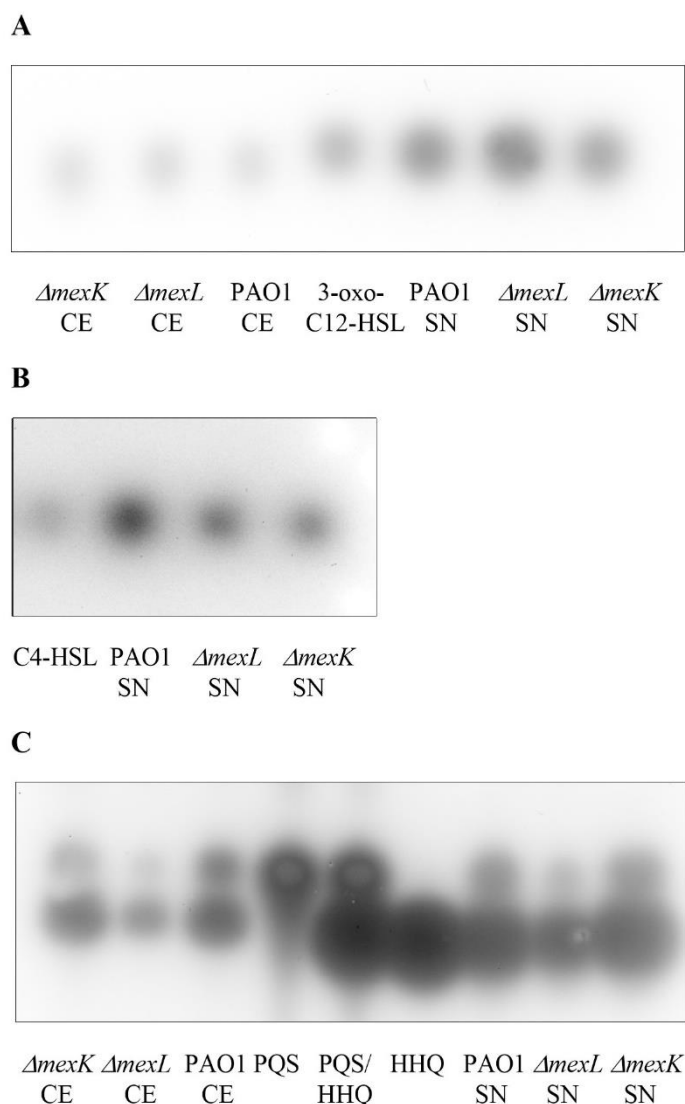 A
ΔmexK ΔmexL PAO1 3-oxo- PAO1 ΔmexL ΔmexK
CE CE CE C12-HSL SN SN SN
B
C4-HSL PAO1 ΔmexL ΔmexK
SN SN SN
C
ΔmexK ΔmexL PAO1 PQS PQS/ HHQ PAO1 ΔmexL ΔmexK
CE CE CE HHQ SN SN SN